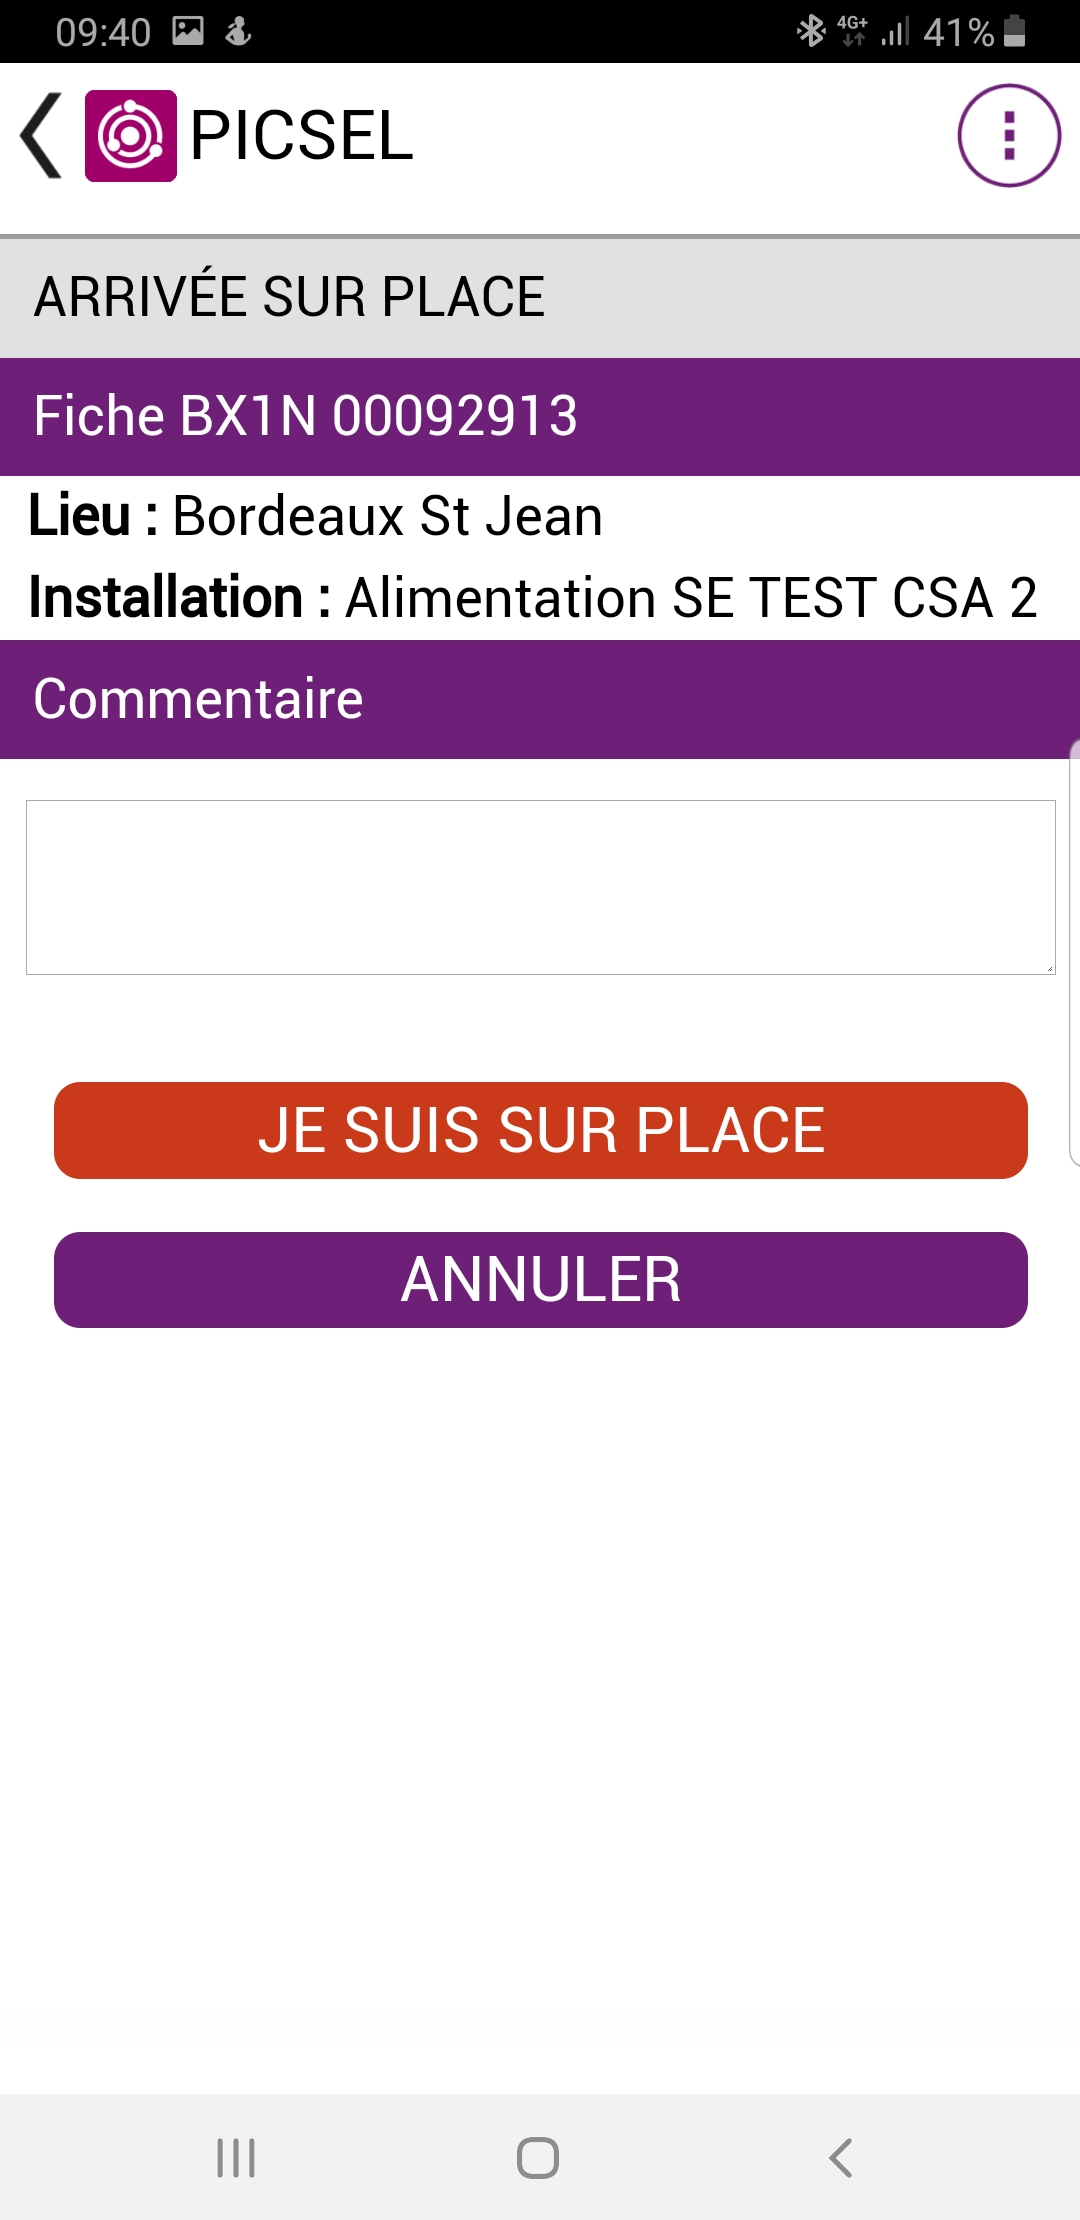 09:40 4G+ 41%
PICSEL
ARRIVÉE SUR PLACE
Fiche BX1N 00092913
Lieu : Bordeaux St Jean
Installation : Alimentation SE TEST CSA 2
Commentaire
JE SUIS SUR PLACE
ANNULER